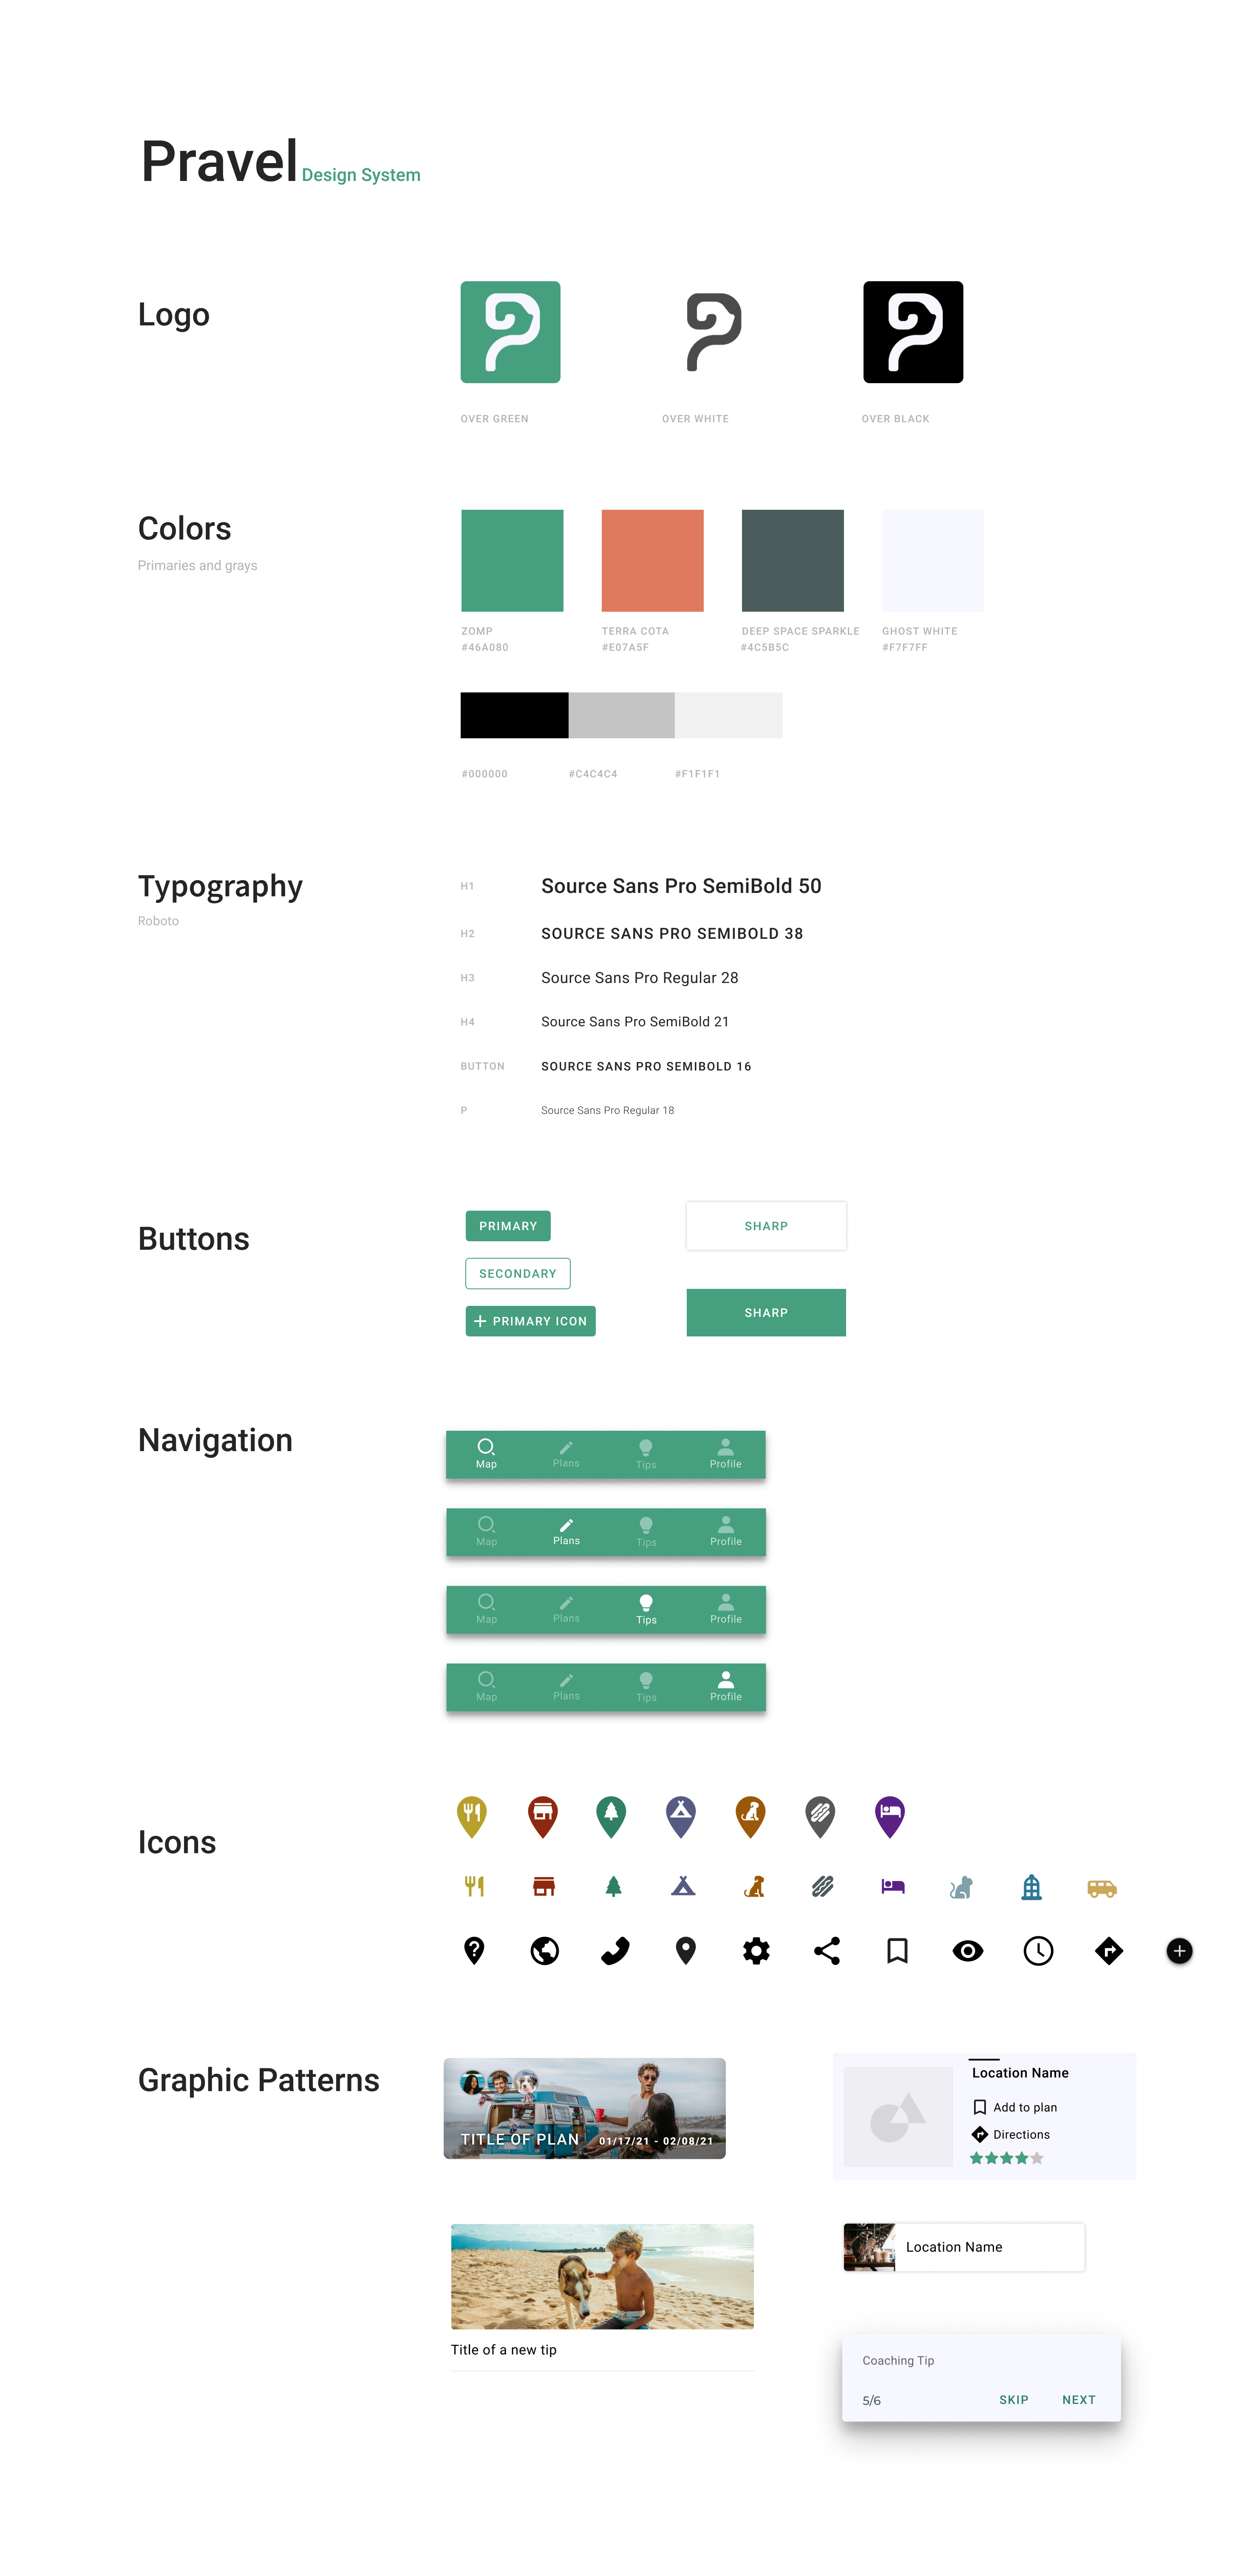 Pravel Design System
Logo
OVER GREEN
OVER WHITE
OVER BLACK
Colors
Primaries and grays
ZOMP
#46A080
TERRA COTA
#E07A5F
DEEP SPACE SPARKLE
#4C5B5C
GHOST WHITE
#F7F7FF
#000000
#C4C4C4
#F1F1F1
Typography
Roboto
H1 Source Sans Pro SemiBold 50
H2 SOURCE SANS PRO SEMIBOLD 38
H3 Source Sans Pro Regular 28
H4 Source Sans Pro SemiBold 21
BUTTON SOURCE SANS PRO SEMIBOLD 16
P Source Sans Pro Regular 18
Buttons
PRIMARY
SECONDARY
PRIMARY ICON
SHARP
SHARP
Navigation
Map Plans Tips Profile
Map Plans Tips Profile
Map Plans Tips Profile
Map Plans Tips Profile
Icons
Graphic Patterns
TITLE OF PLAN 01/17/21 - 02/08/21
Location Name
Add to plan
Directions
Title of a new tip
Location Name
Coaching Tip
5/6 SKIP NEXT